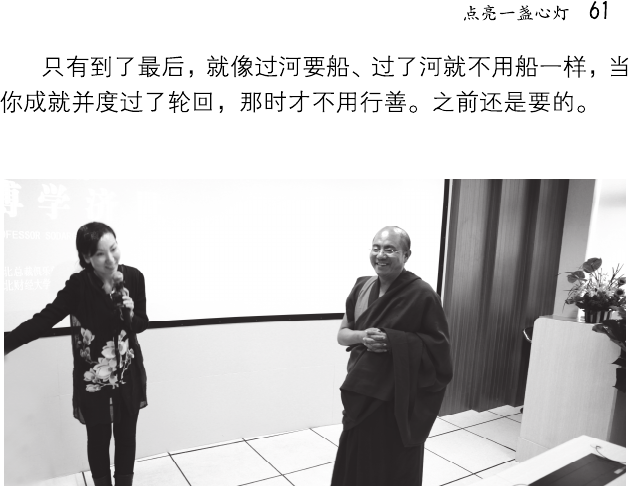 点亮一盏心灯 61
只有到了最后，就像过河要船、过了河就不用船一样，当
你成就并度过了轮回，那时才不用行善。之前还是要的。
博学济